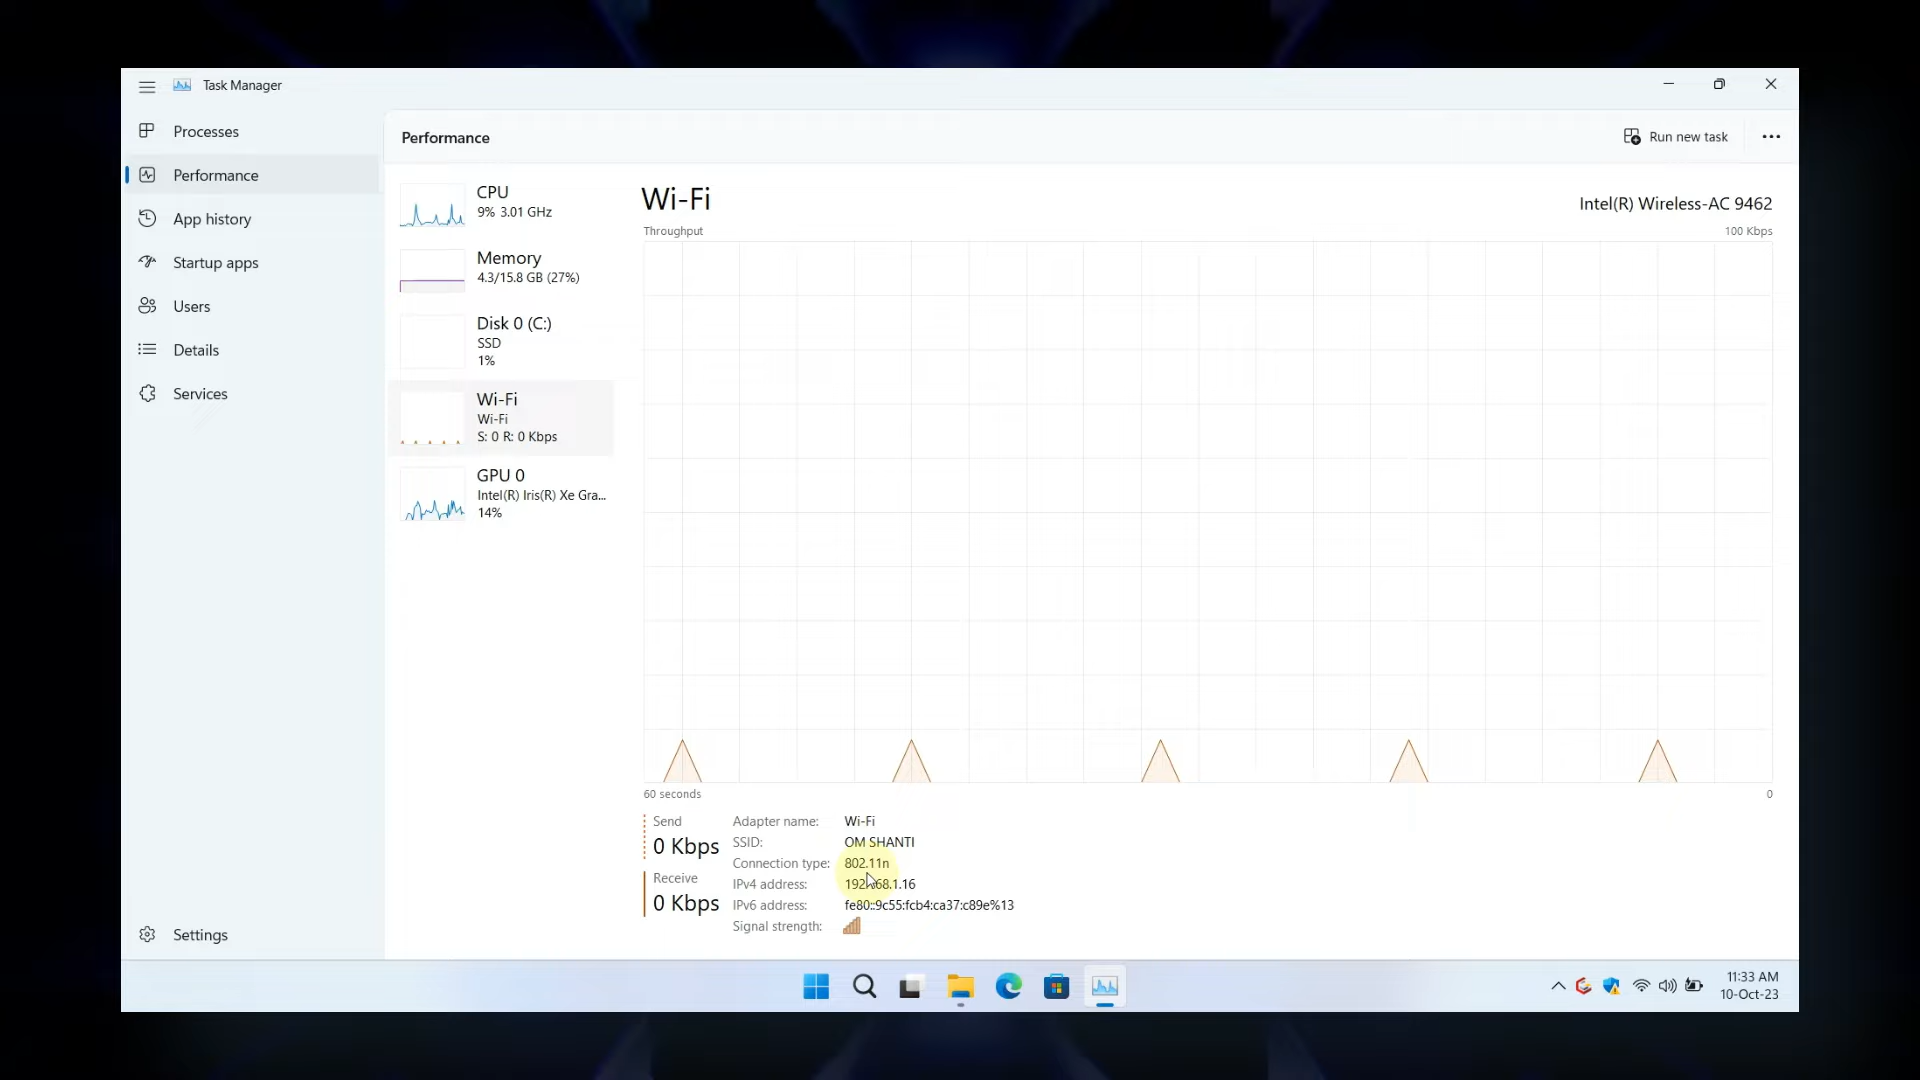 Task Manager
Processes
Performance
App history
Startup apps
Users
Details
Services
Settings
Performance
Run new task
CPU
9% 3.01 GHz
Memory
4.3/15.8 GB (27%)
Disk 0 (C:)
SSD
1%
Wi-Fi
Wi-Fi
S: 0 R: 0 Kbps
GPU 0
Intel(R) Iris(R) Xe Gra...
14%
Wi-Fi
Intel(R) Wireless-AC 9462
Throughput
100 Kbps
60 seconds
0
Send
0 Kbps
Receive
0 Kbps
Adapter name: Wi-Fi
SSID: OM SHANTI
Connection type: 802.11n
IPv4 address: 192.168.1.16
IPv6 address: fe80::9c55:fcb4:ca37:c89e%13
Signal strength:
11:33 AM
10-Oct-23